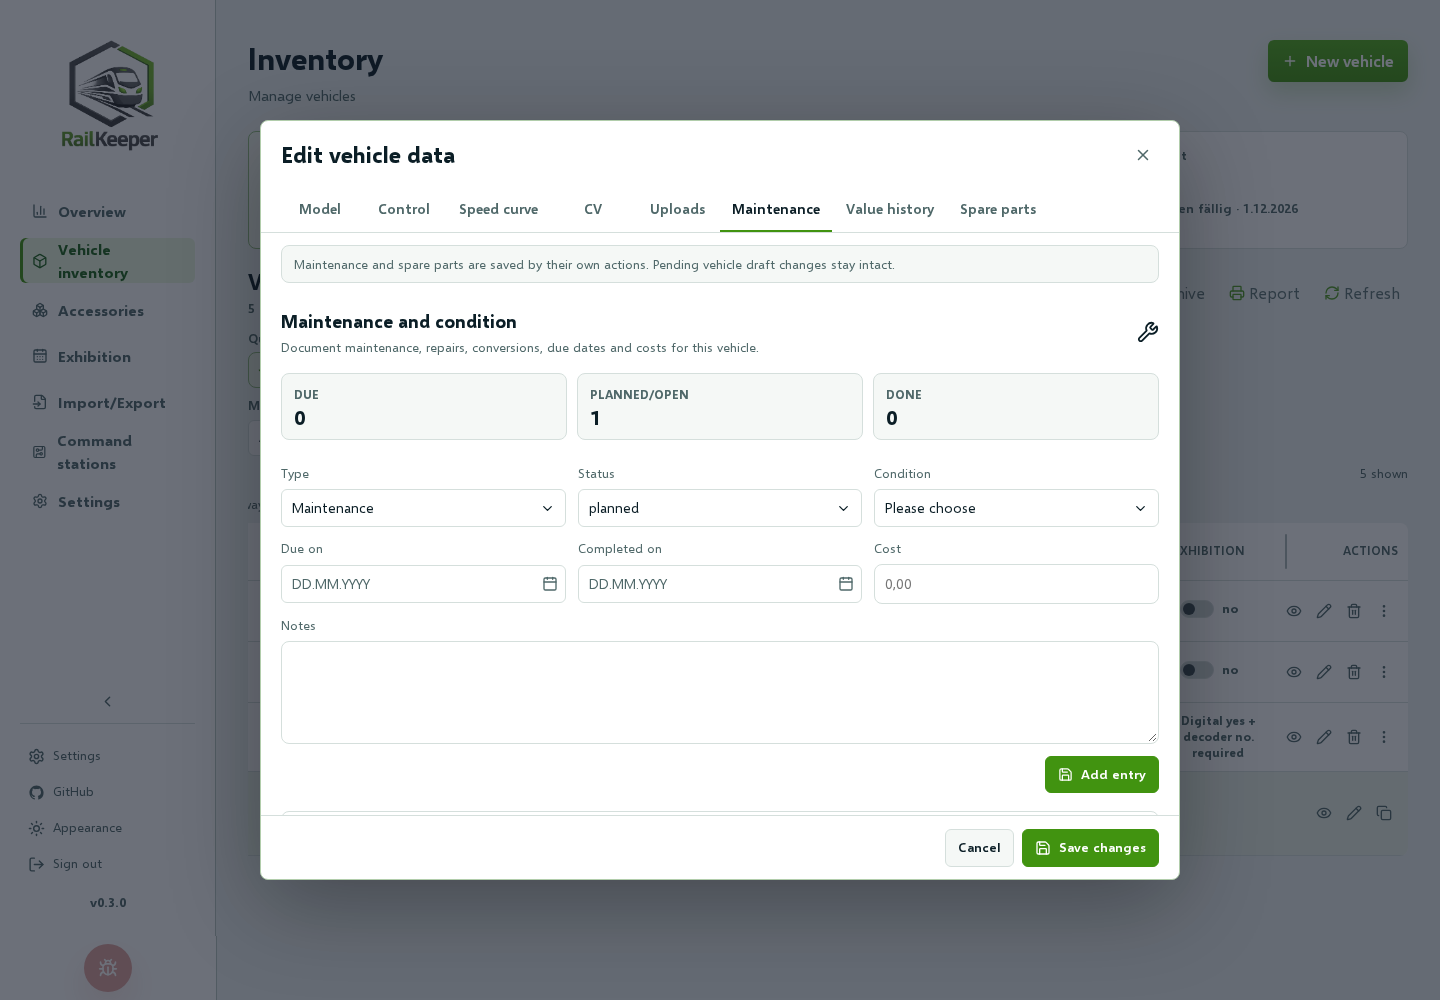 RailKeeper
Overview
Vehicle
inventory
Accessories
Exhibition
Import/Export
Command
stations
Settings
Settings
GitHub
Appearance
Sign out
v0.3.0
Inventory
Manage vehicles
New vehicle
fällig · 1.12.2026
Report
Refresh
5 shown
ACTIONS
no
no
Digital yes +
decoder no.
required
Edit vehicle data
Model
Control
Speed curve
CV
Uploads
Maintenance
Value history
Spare parts
Maintenance and spare parts are saved by their own actions. Pending vehicle draft changes stay intact.
Maintenance and condition
Document maintenance, repairs, conversions, due dates and costs for this vehicle.
DUE
0
PLANNED/OPEN
1
DONE
0
Type
Status
Condition
Maintenance
planned
Please choose
Due on
Completed on
Cost
DD.MM.YYYY
DD.MM.YYYY
0,00
Notes
Add entry
Cancel
Save changes